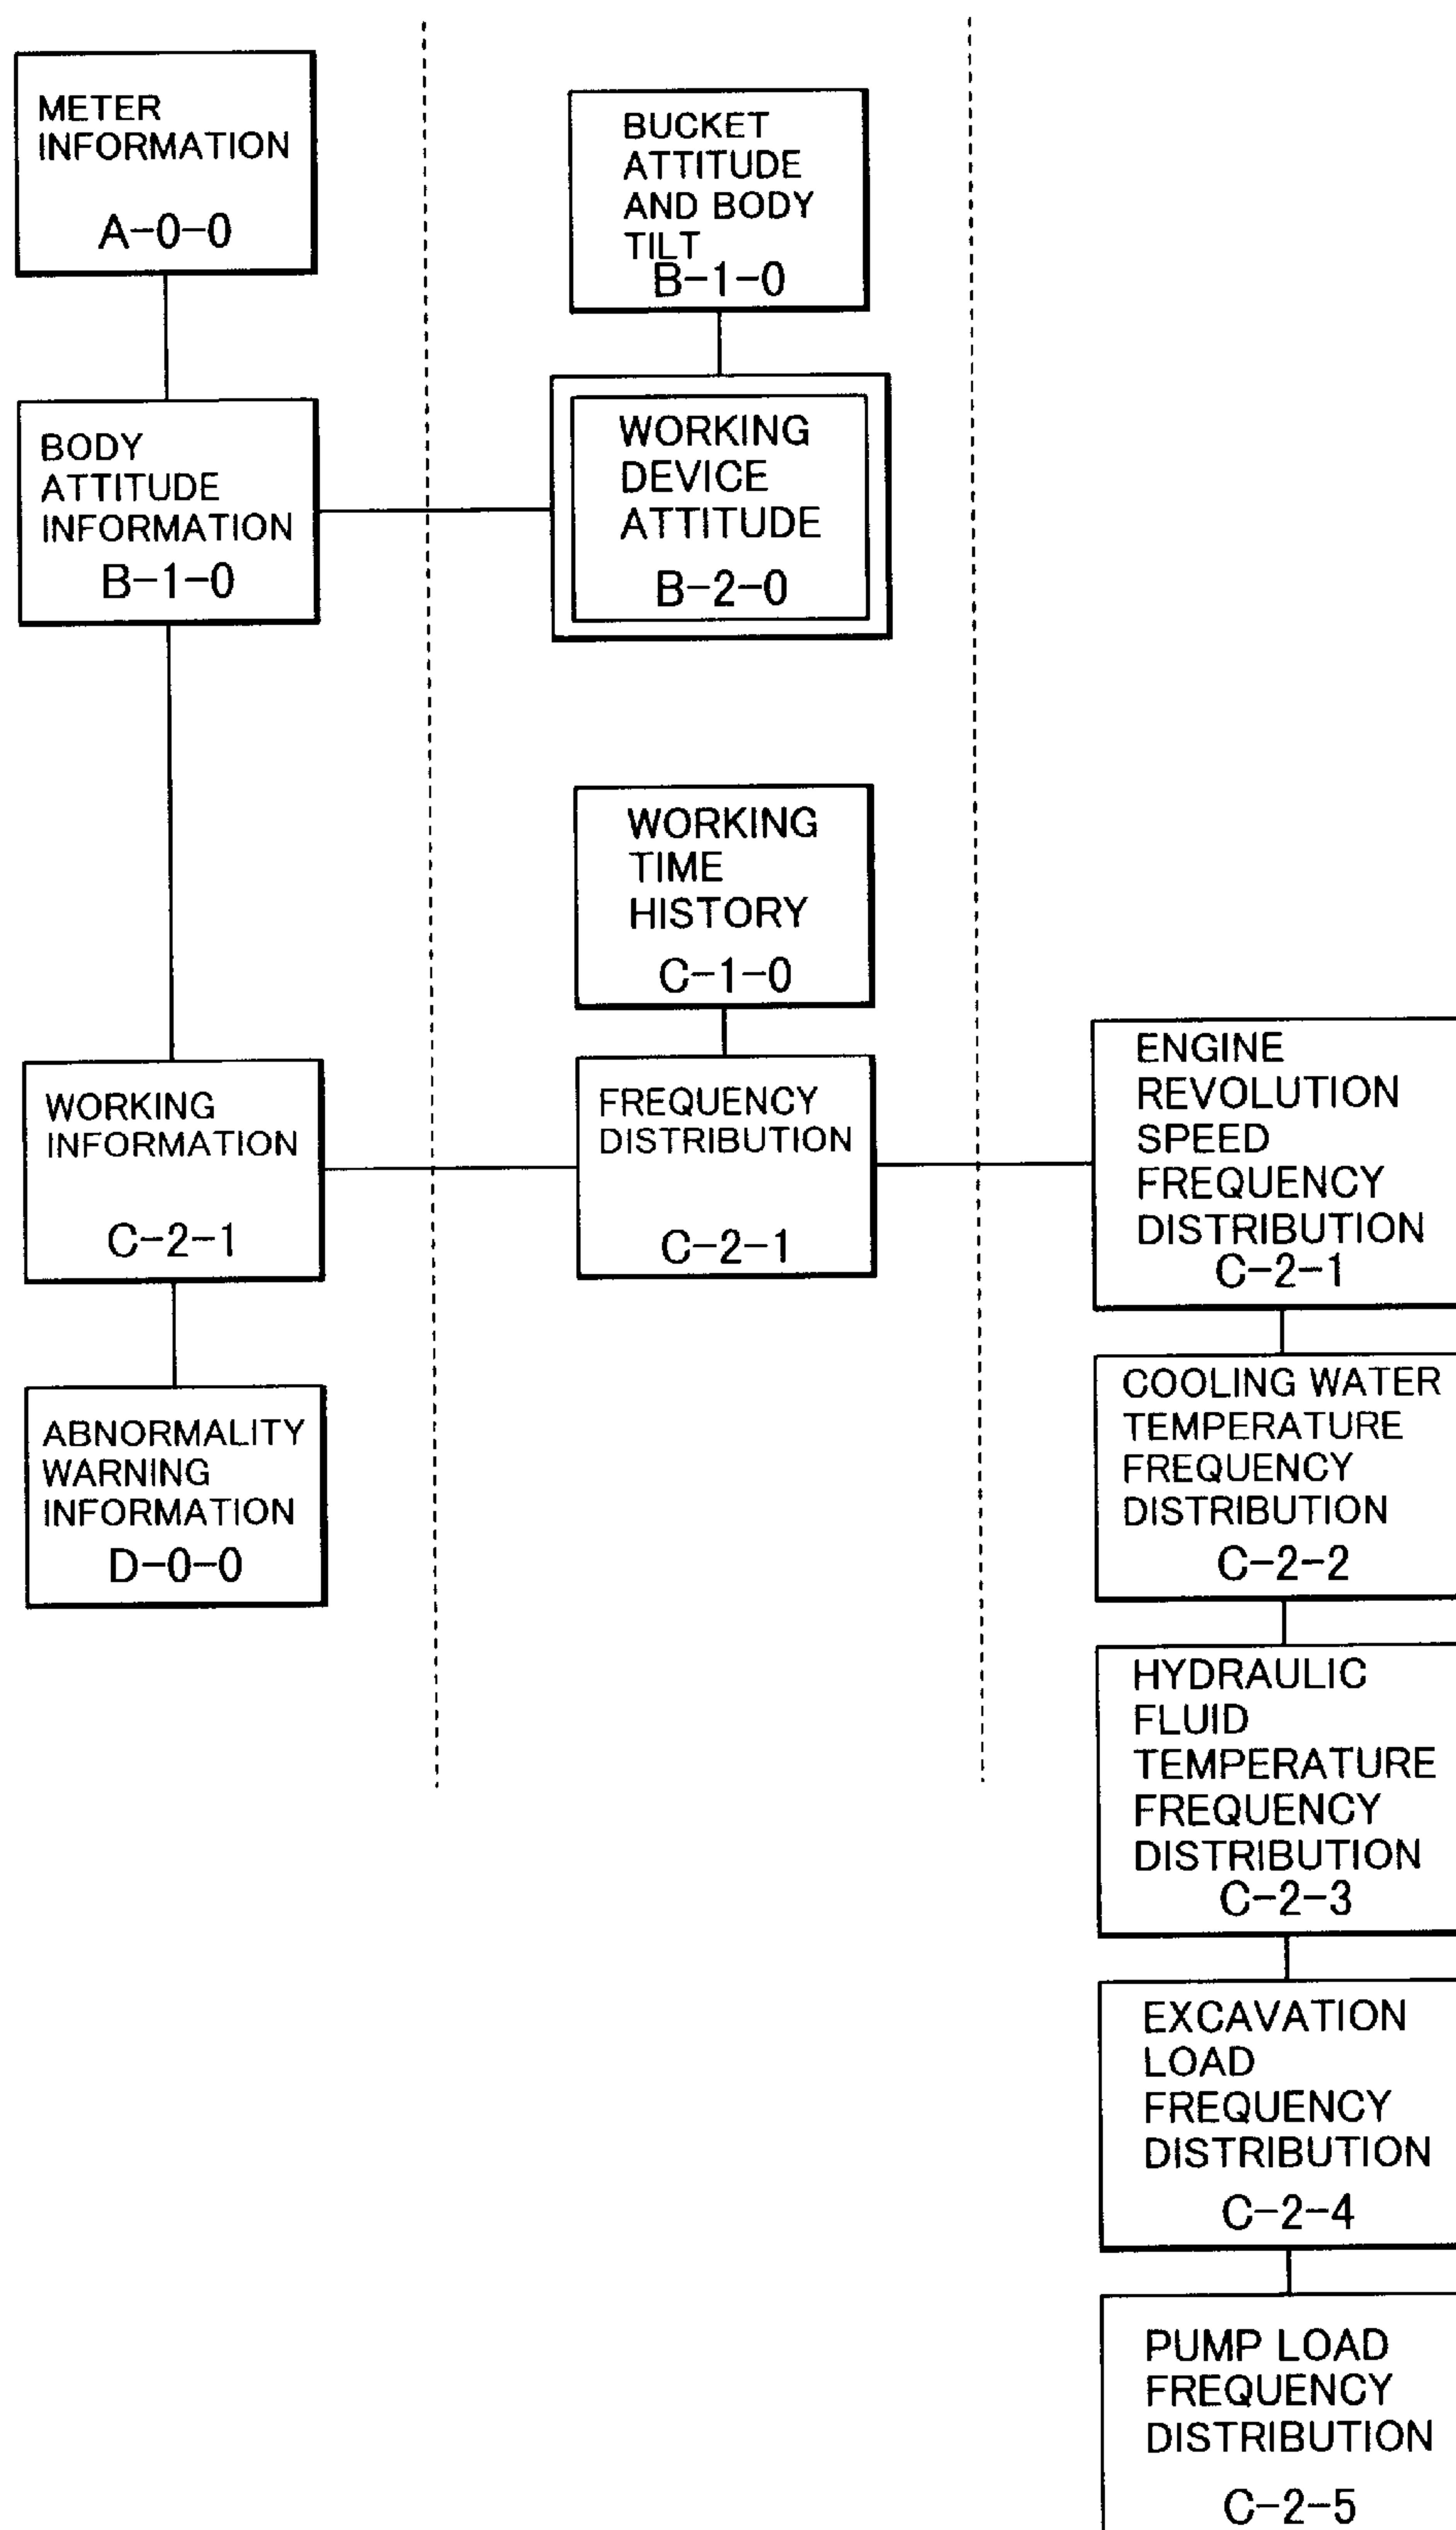 METER
INFORMATION
A-0-0
BODY
ATTITUDE
INFORMATION
B-1-0
WORKING
INFORMATION
C-2-1
ABNORMALITY
WARNING
INFORMATION
D-0-0
BUCKET
ATTITUDE
AND BODY
TILT
B-1-0
WORKING
DEVICE
ATTITUDE
B-2-0
WORKING
TIME
HISTORY
C-1-0
FREQUENCY
DISTRIBUTION
C-2-1
ENGINE
REVOLUTION
SPEED
FREQUENCY
DISTRIBUTION
C-2-1
COOLING WATER
TEMPERATURE
FREQUENCY
DISTRIBUTION
C-2-2
HYDRAULIC
FLUID
TEMPERATURE
FREQUENCY
DISTRIBUTION
C-2-3
EXCAVATION
LOAD
FREQUENCY
DISTRIBUTION
C-2-4
PUMP LOAD
FREQUENCY
DISTRIBUTION
C-2-5